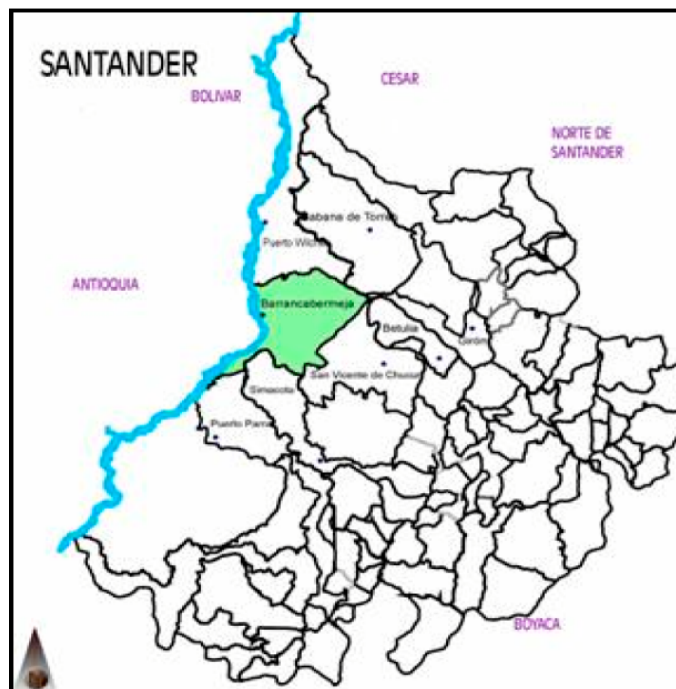 SANTANDER
CESAR
BOLIVAR
NORTE DE
SANTANDER
Sabana de Torres
Puerto Wilches
ANTIOQUIA
Barrancabermeja
Betulia
Girón
San Vicente de Chucurí
Simacota
Puerto Parra
BOYACA